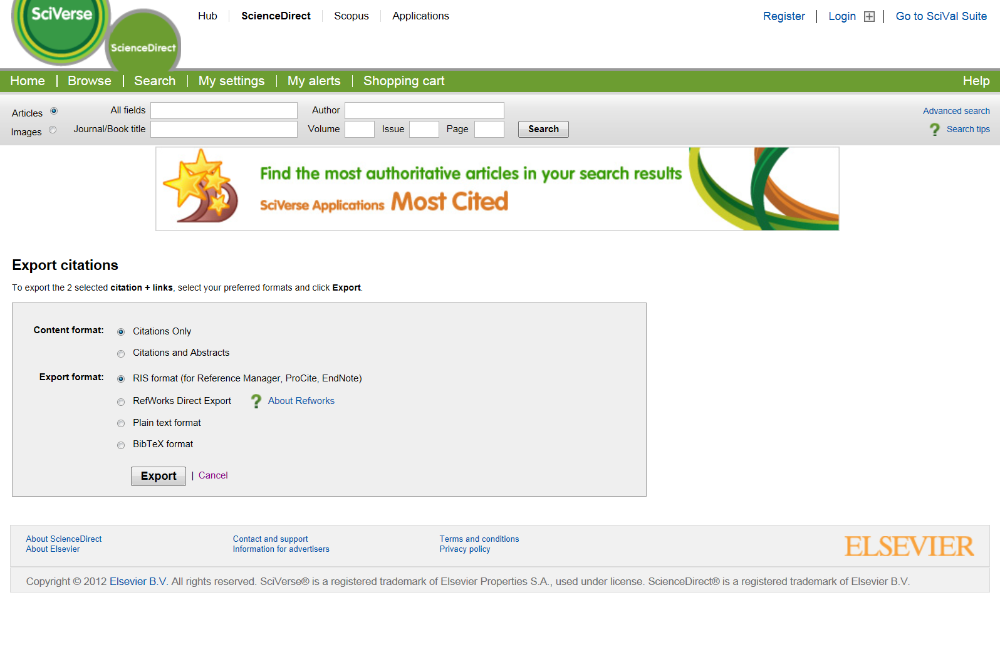 SciVerse
ScienceDirect
Hub ScienceDirect Scopus Applications
Register Login Go to SciVal Suite
Home Browse Search My settings My alerts Shopping cart Help
Articles All fields Author Advanced search
Images Journal/Book title Volume Issue Page Search ? Search tips
Find the most authoritative articles in your search results
SciVerse Applications Most Cited
Export citations
To export the 2 selected citation + links, select your preferred formats and click Export.
Content format: Citations Only
Citations and Abstracts
Export format: RIS format (for Reference Manager, ProCite, EndNote)
RefWorks Direct Export ? About Refworks
Plain text format
BibTeX format
Export | Cancel
About ScienceDirect Contact and support Terms and conditions
About Elsevier Information for advertisers Privacy policy
ELSEVIER
Copyright © 2012 Elsevier B.V. All rights reserved. SciVerse® is a registered trademark of Elsevier Properties S.A., used under license. ScienceDirect® is a registered trademark of Elsevier B.V.